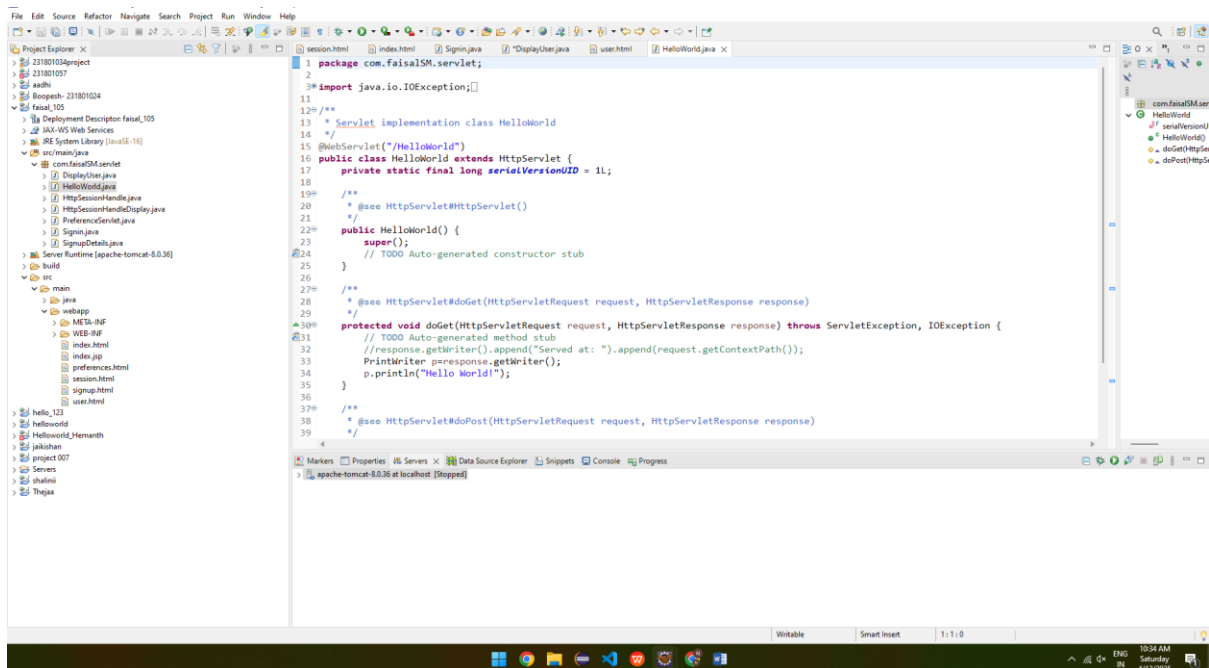 File Edit Source Refactor Navigate Search Project Run Window Help
Project Explorer
231801034project
231801057
aadhi
Boopesh- 231801024
faisal_105
Deployment Descriptor: faisal_105
JAX-WS Web Services
JRE System Library [JavaSE-16]
src/main/java
com.faisalSM.servlet
DisplayUser.java
HelloWorld.java
HttpSessionHandle.java
HttpSessionHandleDisplay.java
PreferenceServlet.java
Signin.java
SignupDetails.java
Server Runtime [apache-tomcat-8.0.36]
build
src
main
java
webapp
META-INF
WEB-INF
index.html
index.jsp
preferences.html
session.html
signup.html
user.html
hello_123
helloworld
Helloworld_Hemanth
jaikishan
project 007
Servers
shalinii
Thejaa
session.html index.html Signin.java *DisplayUser.java user.html HelloWorld.java
1 package com.faisalSM.servlet;
2
3 import java.io.IOException;
11
12 /**
13 * Servlet implementation class HelloWorld
14 */
15 @WebServlet("/HelloWorld")
16 public class HelloWorld extends HttpServlet {
17 private static final long serialVersionUID = 1L;
18
19 /**
20 * @see HttpServlet#HttpServlet()
21 */
22 public HelloWorld() {
23 super();
24 // TODO Auto-generated constructor stub
25 }
26
27 /**
28 * @see HttpServlet#doGet(HttpServletRequest request, HttpServletResponse response)
29 */
30 protected void doGet(HttpServletRequest request, HttpServletResponse response) throws ServletException, IOException {
31 // TODO Auto-generated method stub
32 //response.getWriter().append("Served at: ").append(request.getContextPath());
33 PrintWriter p=response.getWriter();
34 p.println("Hello World!");
35 }
36
37 /**
38 * @see HttpServlet#doPost(HttpServletRequest request, HttpServletResponse response)
39 */
com.faisalSM.ser
HelloWorld
serialVersionU
HelloWorld()
doGet(HttpSer
doPost(HttpS
Markers Properties Servers Data Source Explorer Snippets Console Progress
apache-tomcat-8.0.36 at localhost [Stopped]
Writable Smart Insert 1:1:0
ENG
IN
10:34 AM
Saturday